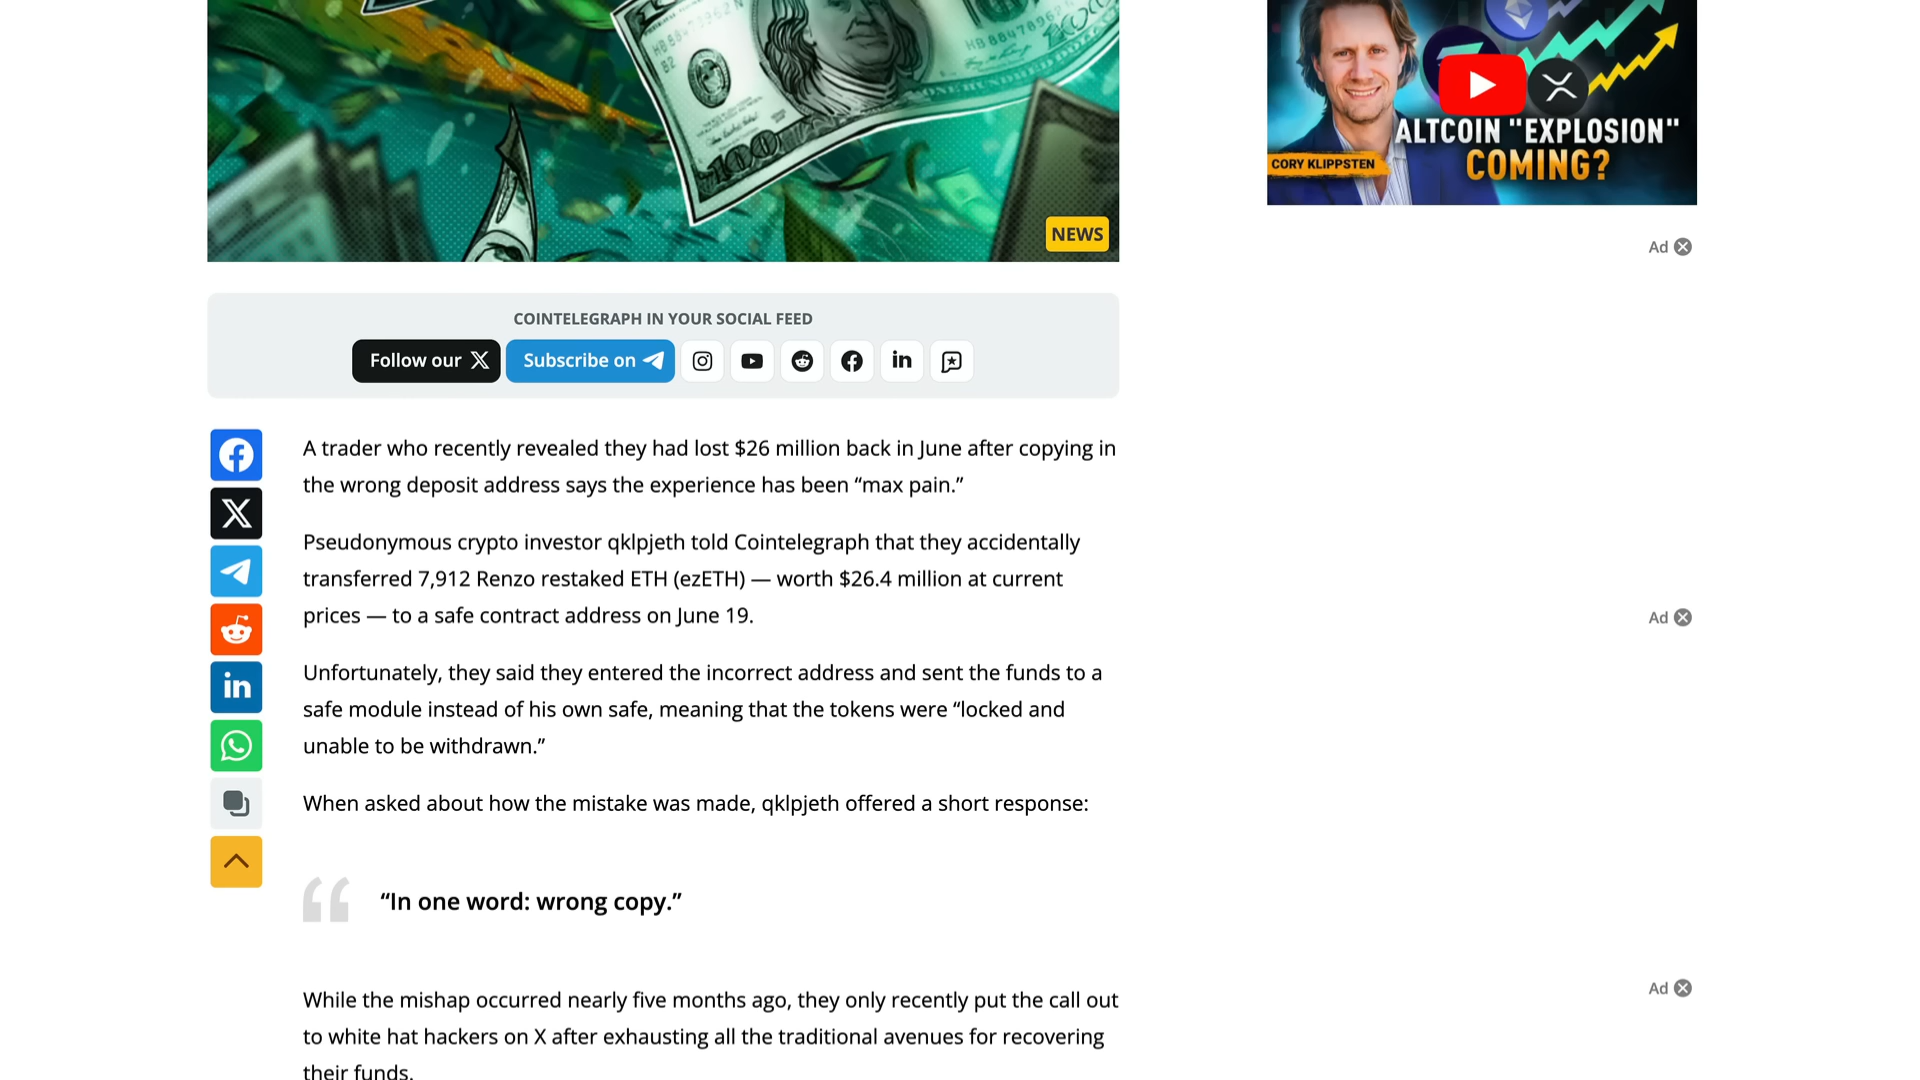 HB 88478962
B2
100
ONE HUNDRED
NEWS
CORY KLIPPSTEN
ALTCOIN "EXPLOSION"
COMING?
Ad
COINTELEGRAPH IN YOUR SOCIAL FEED
Follow our X
Subscribe on
A trader who recently revealed they had lost $26 million back in June after copying in
the wrong deposit address says the experience has been “max pain.”
Pseudonymous crypto investor qklpjeth told Cointelegraph that they accidentally
transferred 7,912 Renzo restaked ETH (ezETH) — worth $26.4 million at current
prices — to a safe contract address on June 19.
Ad
Unfortunately, they said they entered the incorrect address and sent the funds to a
safe module instead of his own safe, meaning that the tokens were “locked and
unable to be withdrawn.”
When asked about how the mistake was made, qklpjeth offered a short response:
“In one word: wrong copy.”
Ad
While the mishap occurred nearly five months ago, they only recently put the call out
to white hat hackers on X after exhausting all the traditional avenues for recovering
their funds.